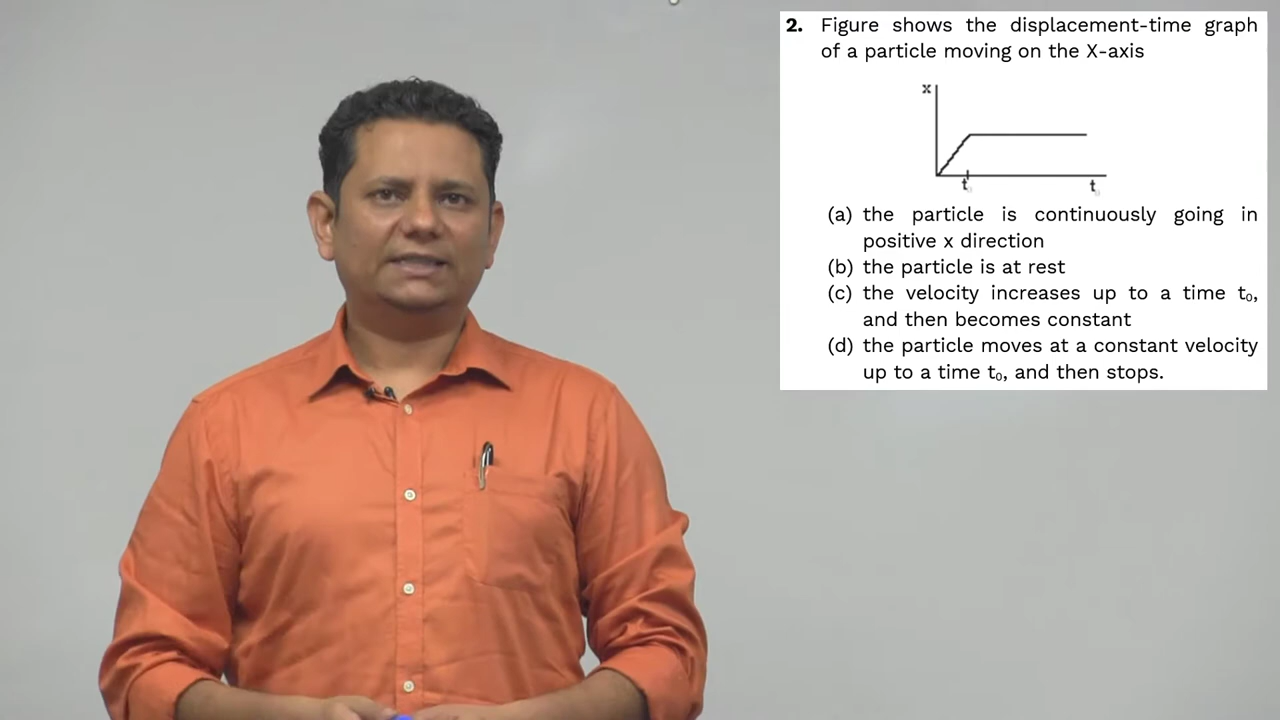 2. Figure shows the displacement-time graph
of a particle moving on the X-axis
x
t₀
t₀
(a) the particle is continuously going in
positive x direction
(b) the particle is at rest
(c) the velocity increases up to a time t₀,
and then becomes constant
(d) the particle moves at a constant velocity
up to a time t₀, and then stops.